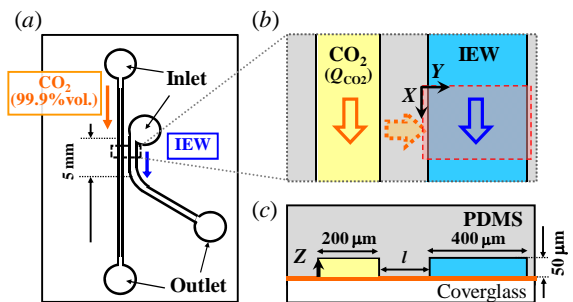 (a)
CO₂
(99.9%vol.)
Inlet
IEW
5 mm
Outlet
(b)
CO₂
(Q_CO2)
IEW
Y
X
(c)
PDMS
200 μm
400 μm
Z
l
50 μm
Coverglass